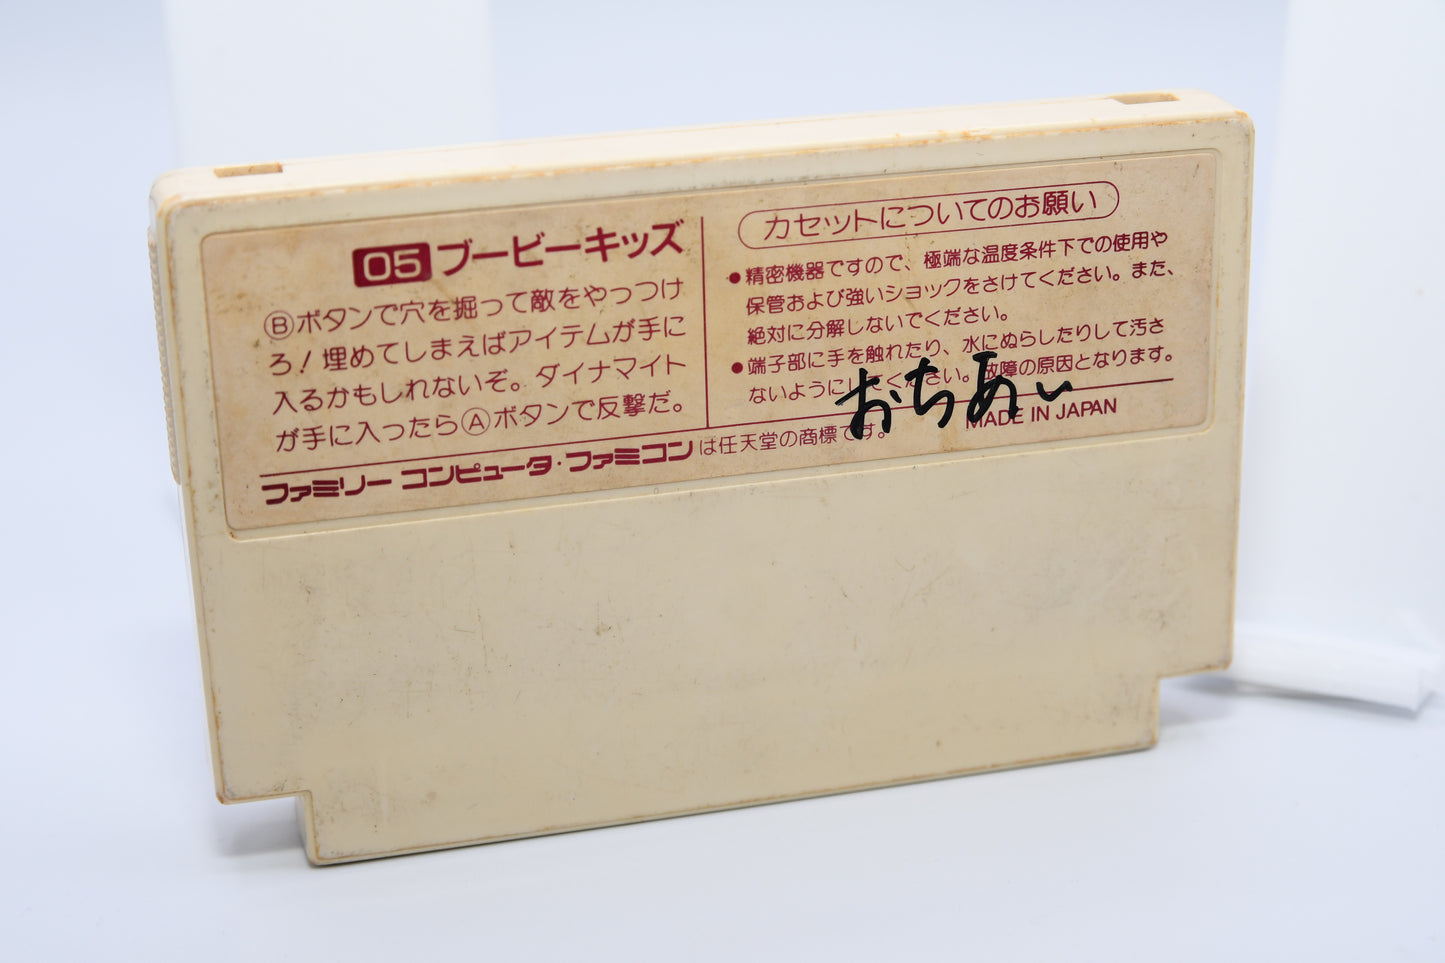 05 ブービーキッズ
Ⓑボタンで穴を掘って敵をやっつけ
ろ！埋めてしまえばアイテムが手に
入るかもしれないぞ。ダイナマイト
が手に入ったらⒶボタンで反撃だ。
カセットについてのお願い
●精密機器ですので、極端な温度条件下での使用や
保管および強いショックをさけてください。また、
絶対に分解しないでください。
●端子部に手を触れたり、水にぬらしたりして汚さ
ないようにしてください。故障の原因となります。
おちあい
MADE IN JAPAN
ファミリーコンピュータ・ファミコンは任天堂の商標です。